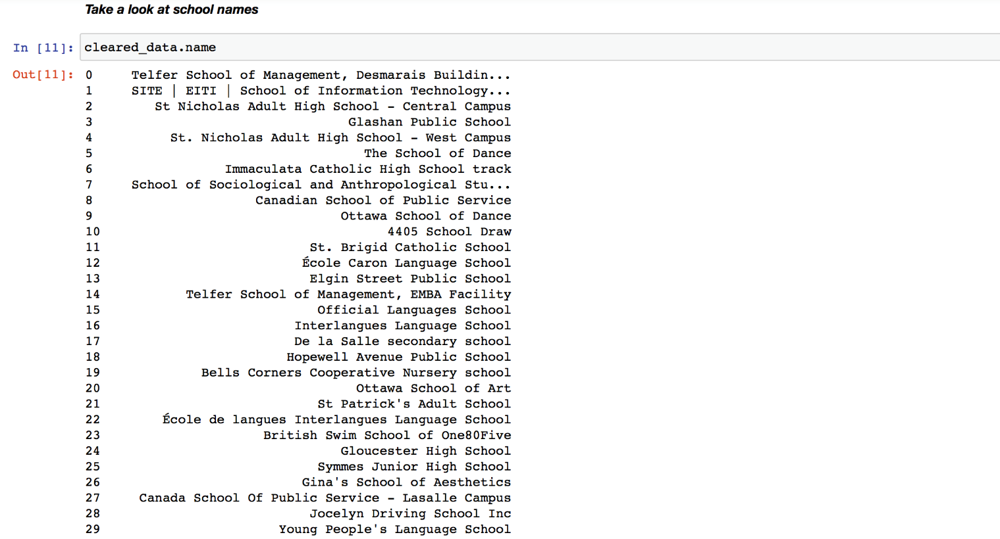 Take a look at school names
In [11]: cleared_data.name
Out[11]: 0 Telfer School of Management, Desmarais Buildin...
1 SITE | EITI | School of Information Technology...
2 St Nicholas Adult High School - Central Campus
3 Glashan Public School
4 St. Nicholas Adult High School - West Campus
5 The School of Dance
6 Immaculata Catholic High School track
7 School of Sociological and Anthropological Stu...
8 Canadian School of Public Service
9 Ottawa School of Dance
10 4405 School Draw
11 St. Brigid Catholic School
12 École Caron Language School
13 Elgin Street Public School
14 Telfer School of Management, EMBA Facility
15 Official Languages School
16 Interlangues Language School
17 De la Salle secondary school
18 Hopewell Avenue Public School
19 Bells Corners Cooperative Nursery school
20 Ottawa School of Art
21 St Patrick's Adult School
22 École de langues Interlangues Language School
23 British Swim School of One80Five
24 Gloucester High School
25 Symmes Junior High School
26 Gina's School of Aesthetics
27 Canada School Of Public Service - Lasalle Campus
28 Jocelyn Driving School Inc
29 Young People's Language School